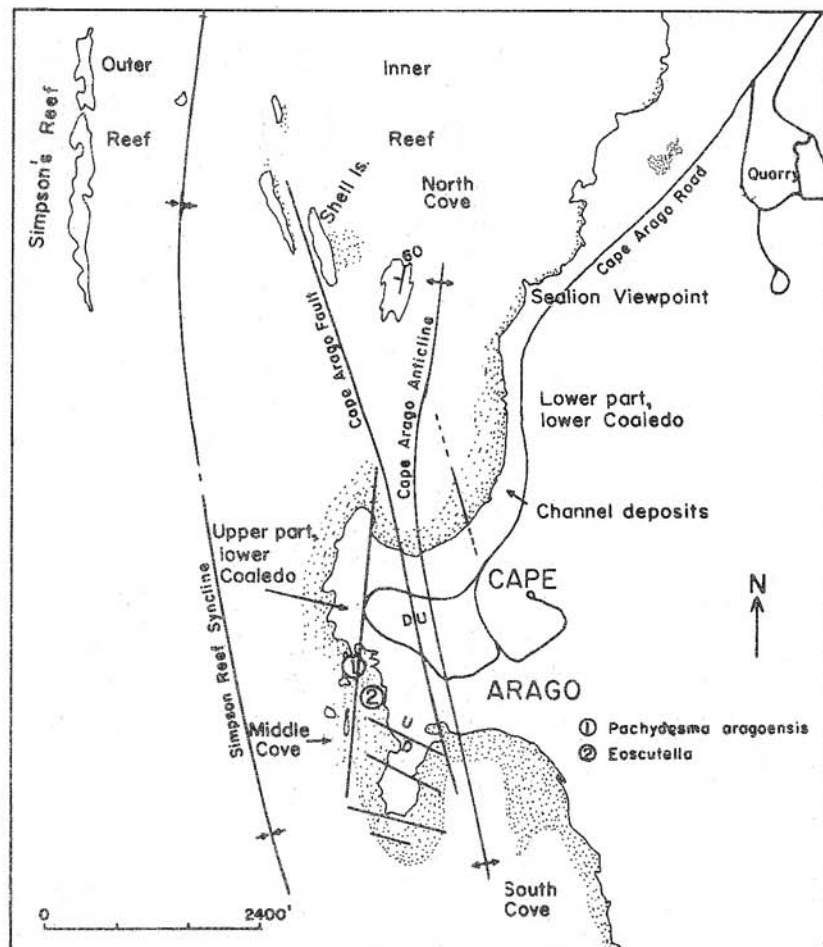 Simpson's Reef
Outer
Reef
Inner
Reef
North
Cove
Shell Is.
60
Quarry
Cape Arago Road
Sealion Viewpoint
Cape Arago Fault
Cape Arago Anticline
Lower part,
lower Coaledo
Channel deposits
Upper part,
lower
Coaledo
Simpson Reef Syncline
CAPE
ARAGO
N
D U
U
D
1
2
Middle
Cove
① Pachydesma aragoensis
② Eoscutella
South
Cove
0 2400'